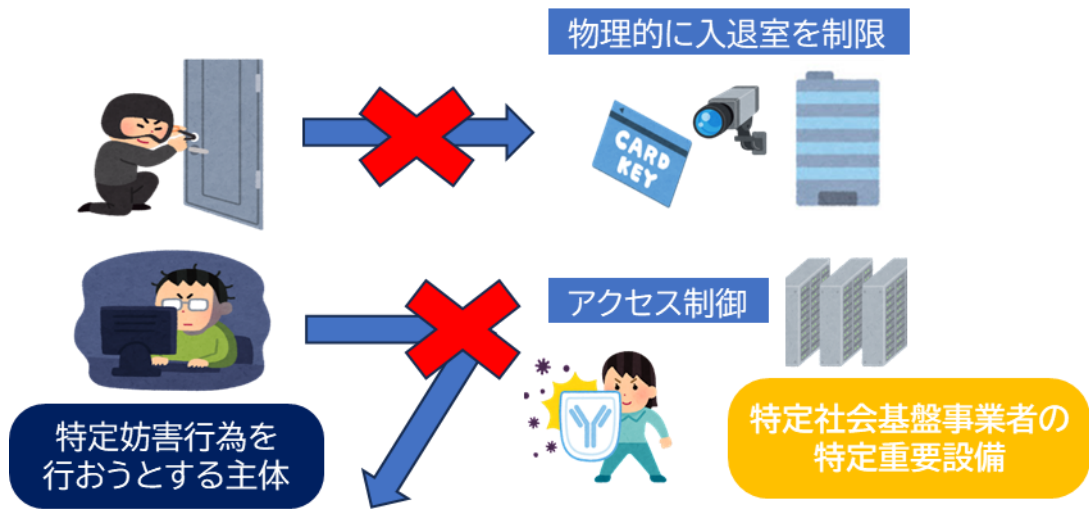 物理的に入退室を制限
CARD
KEY
アクセス制御
特定妨害行為を
行おうとする主体
特定社会基盤事業者の
特定重要設備